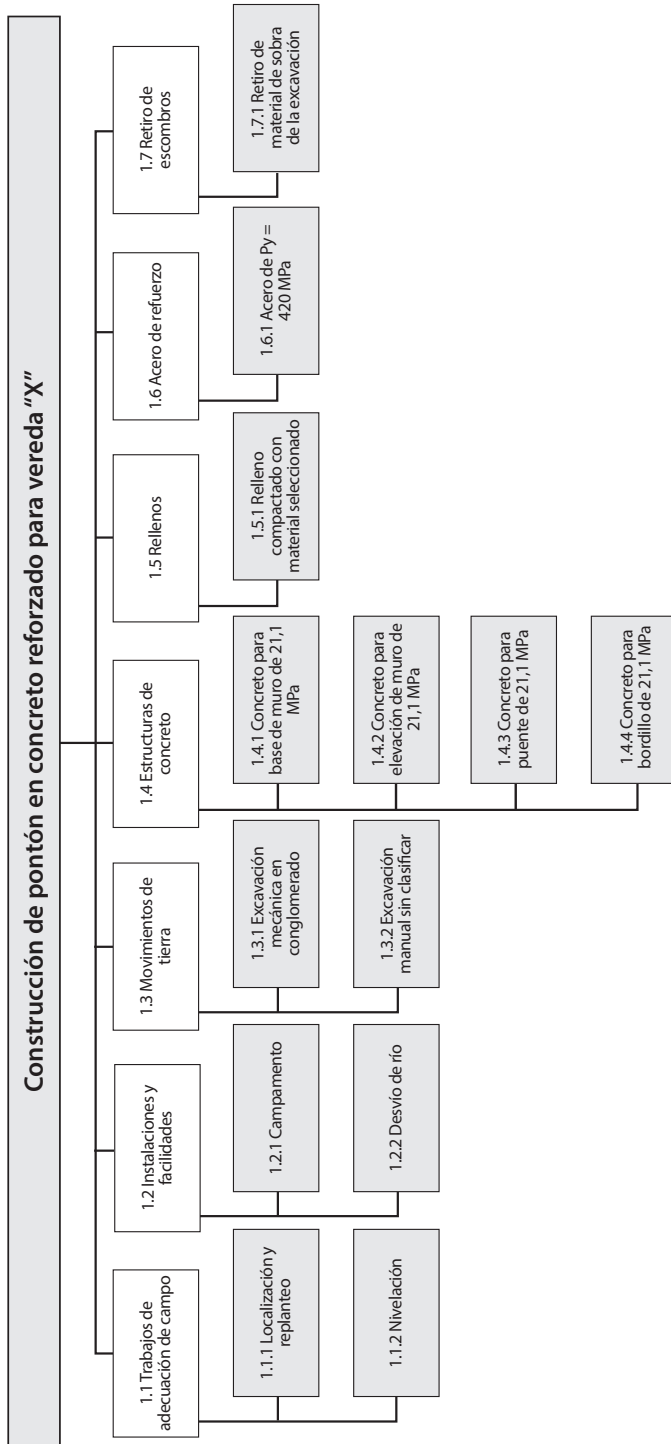 Construcción de pontón en concreto reforzado para vereda “X”
1.1 Trabajos de
adecuación de campo
1.1.1 Localización y
replanteo
1.1.2 Nivelación
1.2 Instalaciones y
facilidades
1.2.1 Campamento
1.2.2 Desvío de río
1.3 Movimientos de
tierra
1.3.1 Excavación
mecánica en
conglomerado
1.3.2 Excavación
manual sin clasificar
1.4 Estructuras de
concreto
1.4.1 Concreto para
base de muro de 21,1
MPa
1.4.2 Concreto para
elevación de muro de
21,1 MPa
1.4.3 Concreto para
puente de 21,1 MPa
1.4.4 Concreto para
bordillo de 21,1 MPa
1.5 Rellenos
1.5.1 Relleno
compactado con
material seleccionado
1.6 Acero de refuerzo
1.6.1 Acero de Py =
420 MPa
1.7 Retiro de
escombros
1.7.1 Retiro de
material de sobra
de la excavación